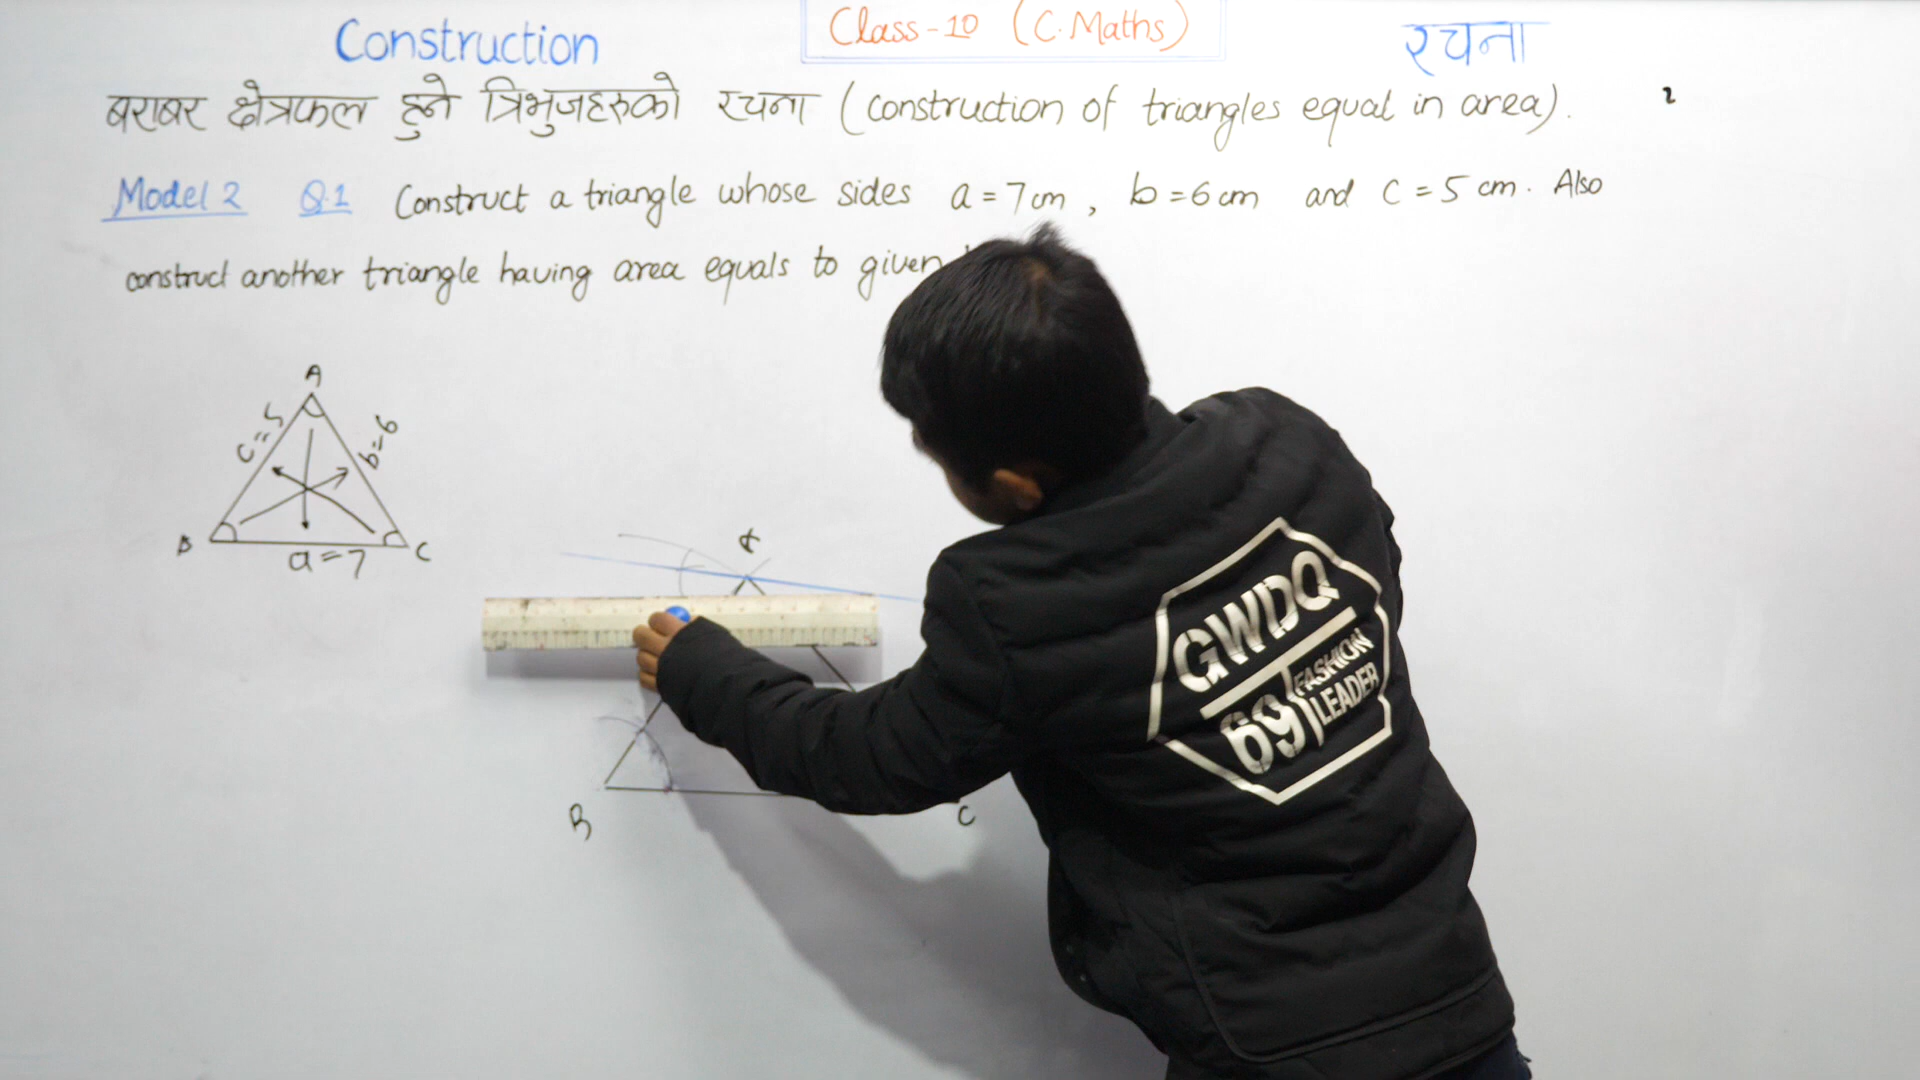 Construction
Class-10 (C.Maths)
रचना
बराबर क्षेत्रफल हुने त्रिभुजहरुको रचना (construction of triangles equal in area).
2
Model 2 Q.1 Construct a triangle whose sides a = 7cm, b = 6cm and c = 5 cm. Also
construct another triangle having area equals to given
A
c=5
b=6
B
a=7
C
A
B
C
GWDQ
69
FASHION
LEADER